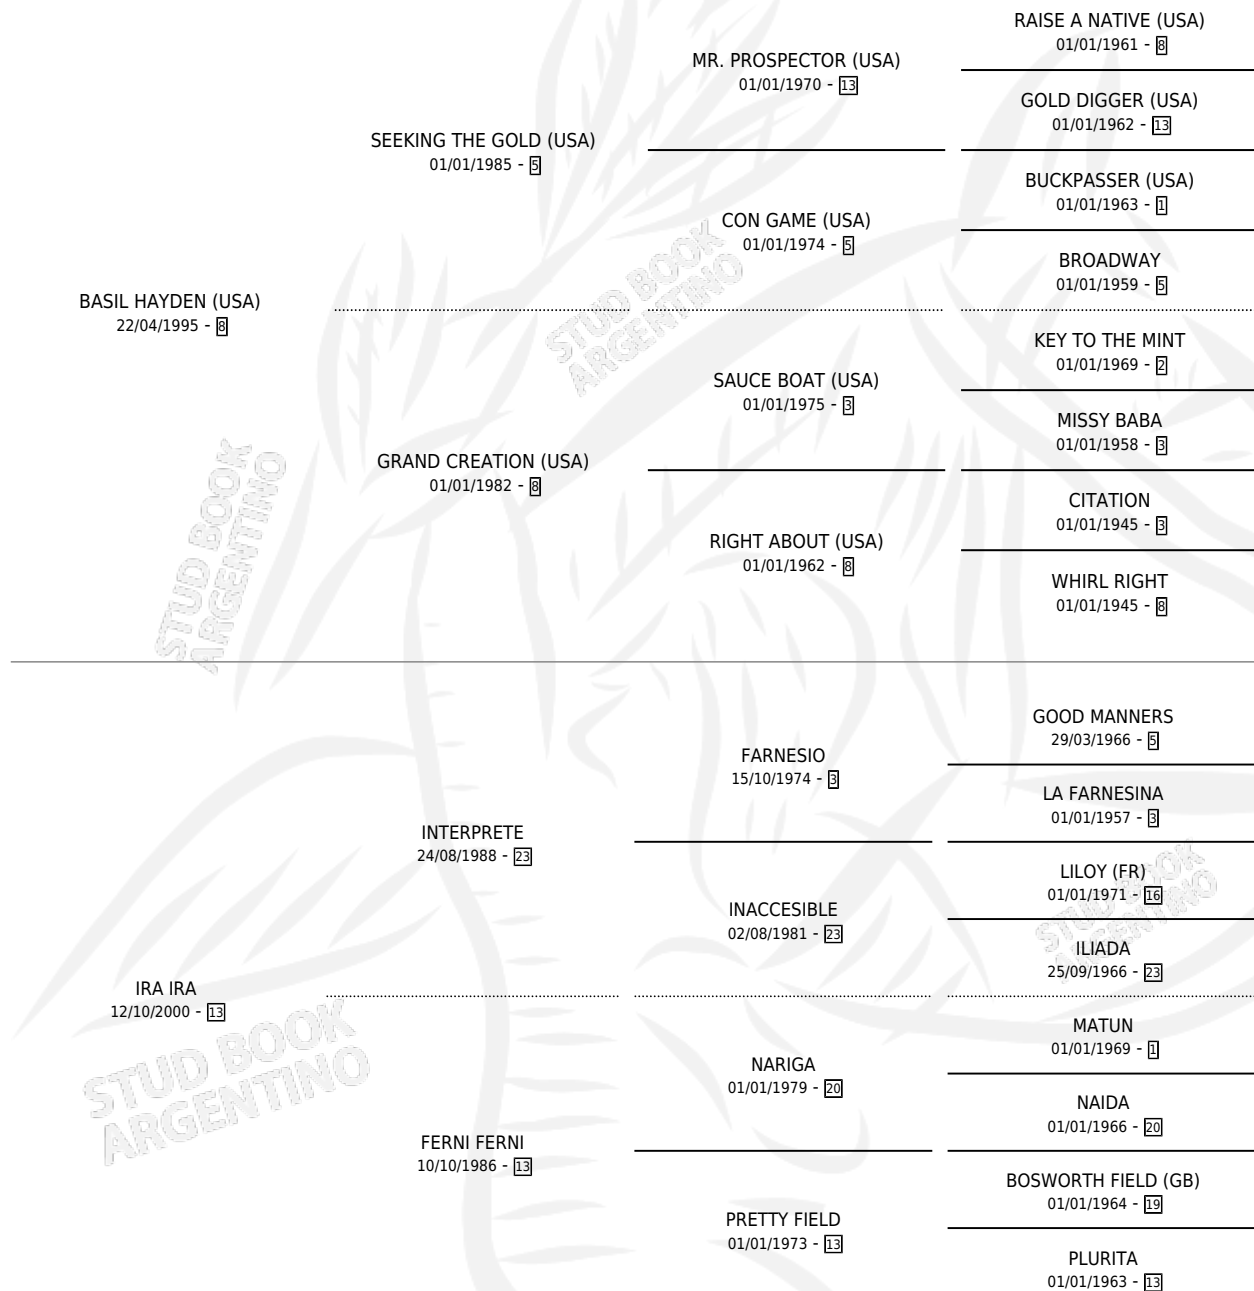 RAISE A NATIVE (USA)
01/01/1961 - 8
MR. PROSPECTOR (USA)
01/01/1970 - 13
GOLD DIGGER (USA)
01/01/1962 - 13
SEEKING THE GOLD (USA)
01/01/1985 - 5
BUCKPASSER (USA)
01/01/1963 - 1
CON GAME (USA)
01/01/1974 - 5
BROADWAY
01/01/1959 - 5
BASIL HAYDEN (USA)
22/04/1995 - 8
KEY TO THE MINT
01/01/1969 - 2
SAUCE BOAT (USA)
01/01/1975 - 3
MISSY BABA
01/01/1958 - 3
GRAND CREATION (USA)
01/01/1982 - 8
CITATION
01/01/1945 - 3
RIGHT ABOUT (USA)
01/01/1962 - 8
WHIRL RIGHT
01/01/1945 - 8
GOOD MANNERS
29/03/1966 - 5
FARNESIO
15/10/1974 - 3
LA FARNESINA
01/01/1957 - 3
INTERPRETE
24/08/1988 - 23
LILOY (FR)
01/01/1971 - 16
INACCESIBLE
02/08/1981 - 23
ILIADA
25/09/1966 - 23
IRA IRA
12/10/2000 - 13
MATUN
01/01/1969 - 1
NARIGA
01/01/1979 - 20
NAIDA
01/01/1966 - 20
FERNI FERNI
10/10/1986 - 13
BOSWORTH FIELD (GB)
01/01/1964 - 19
PRETTY FIELD
01/01/1973 - 13
PLURITA
01/01/1963 - 13
STUD BOOK
ARGENTINO
STUD BOOK
ARGENTINO
STUD BOOK
ARGENTINO
STUD BOOK
ARGENTINO